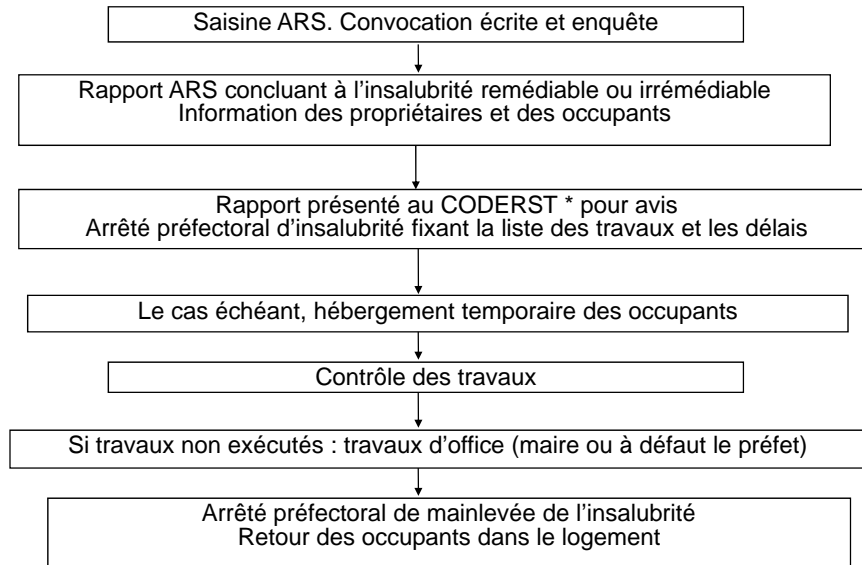 Saisine ARS. Convocation écrite et enquête
Rapport ARS concluant à l’insalubrité remédiable ou irrémédiable
Information des propriétaires et des occupants
Rapport présenté au CODERST * pour avis
Arrêté préfectoral d’insalubrité fixant la liste des travaux et les délais
Le cas échéant, hébergement temporaire des occupants
Contrôle des travaux
Si travaux non exécutés : travaux d’office (maire ou à défaut le préfet)
Arrêté préfectoral de mainlevée de l’insalubrité
Retour des occupants dans le logement